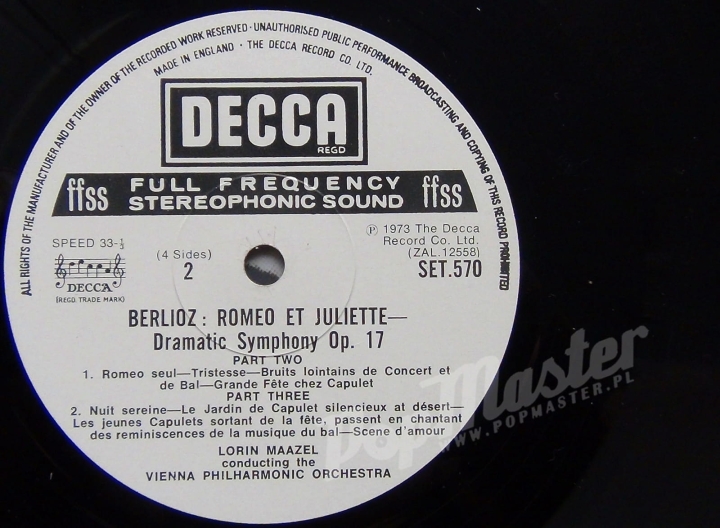 ALL RIGHTS OF THE MANUFACTURER AND OF THE OWNER OF THE RECORDED WORK RESERVED · UNAUTHORISED PUBLIC PERFORMANCE BROADCASTING AND COPYING OF THIS RECORD PROHIBITED
MADE IN ENGLAND · THE DECCA RECORD CO. LTD.
DECCA
REGD
ffss FULL FREQUENCY STEREOPHONIC SOUND ffss
SPEED 33-⅓
DECCA
(REGD. TRADE MARK)
(4 Sides)
2
℗ 1973 The Decca
Record Co. Ltd.
(ZAL.12558)
SET.570
BERLIOZ: ROMEO ET JULIETTE—
Dramatic Symphony Op. 17
PART TWO
1. Romeo seul—Tristesse—Bruits lointains de Concert et
de Bal—Grande Fête chez Capulet
PART THREE
2. Nuit sereine—Le Jardin de Capulet silencieux at désert—
Les jeunes Capulets sortant de la fête, passent en chantant
des reminiscences de la musique du bal—Scene d'amour
LORIN MAAZEL
conducting the
VIENNA PHILHARMONIC ORCHESTRA
Pop Master
WWW.POPMASTER.PL